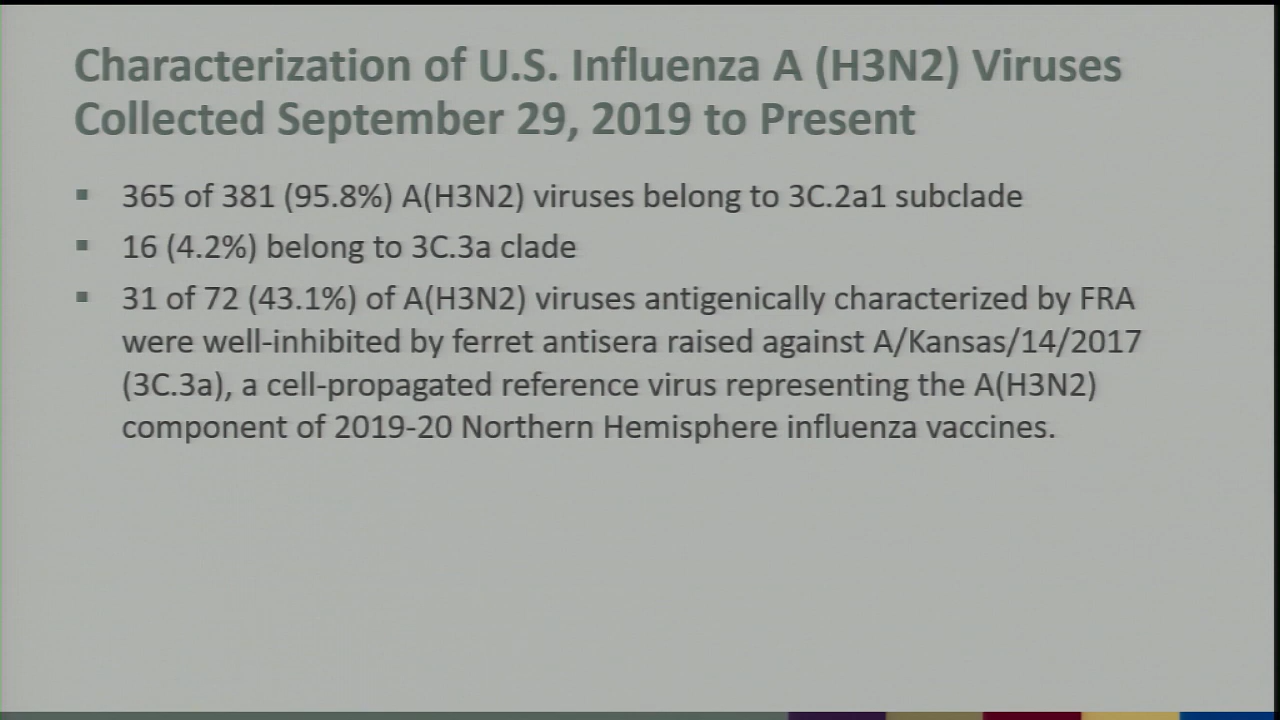 Characterization of U.S. Influenza A (H3N2) Viruses
Collected September 29, 2019 to Present
▪ 365 of 381 (95.8%) A(H3N2) viruses belong to 3C.2a1 subclade
▪ 16 (4.2%) belong to 3C.3a clade
▪ 31 of 72 (43.1%) of A(H3N2) viruses antigenically characterized by FRA
were well-inhibited by ferret antisera raised against A/Kansas/14/2017
(3C.3a), a cell-propagated reference virus representing the A(H3N2)
component of 2019-20 Northern Hemisphere influenza vaccines.